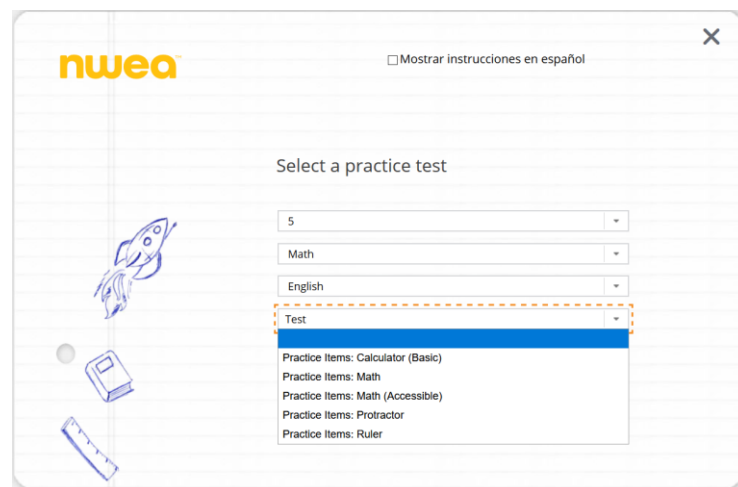 nwea
Mostrar instrucciones en español
Select a practice test
5
Math
English
Test
Practice Items: Calculator (Basic)
Practice Items: Math
Practice Items: Math (Accessible)
Practice Items: Protractor
Practice Items: Ruler